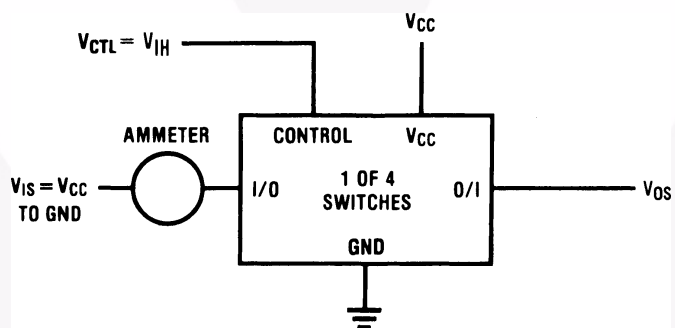 VCC
VCTL = VIH
AMMETER
CONTROL VCC
VIS = VCC
TO GND
I/O
1 OF 4
SWITCHES
O/I
VOS
GND